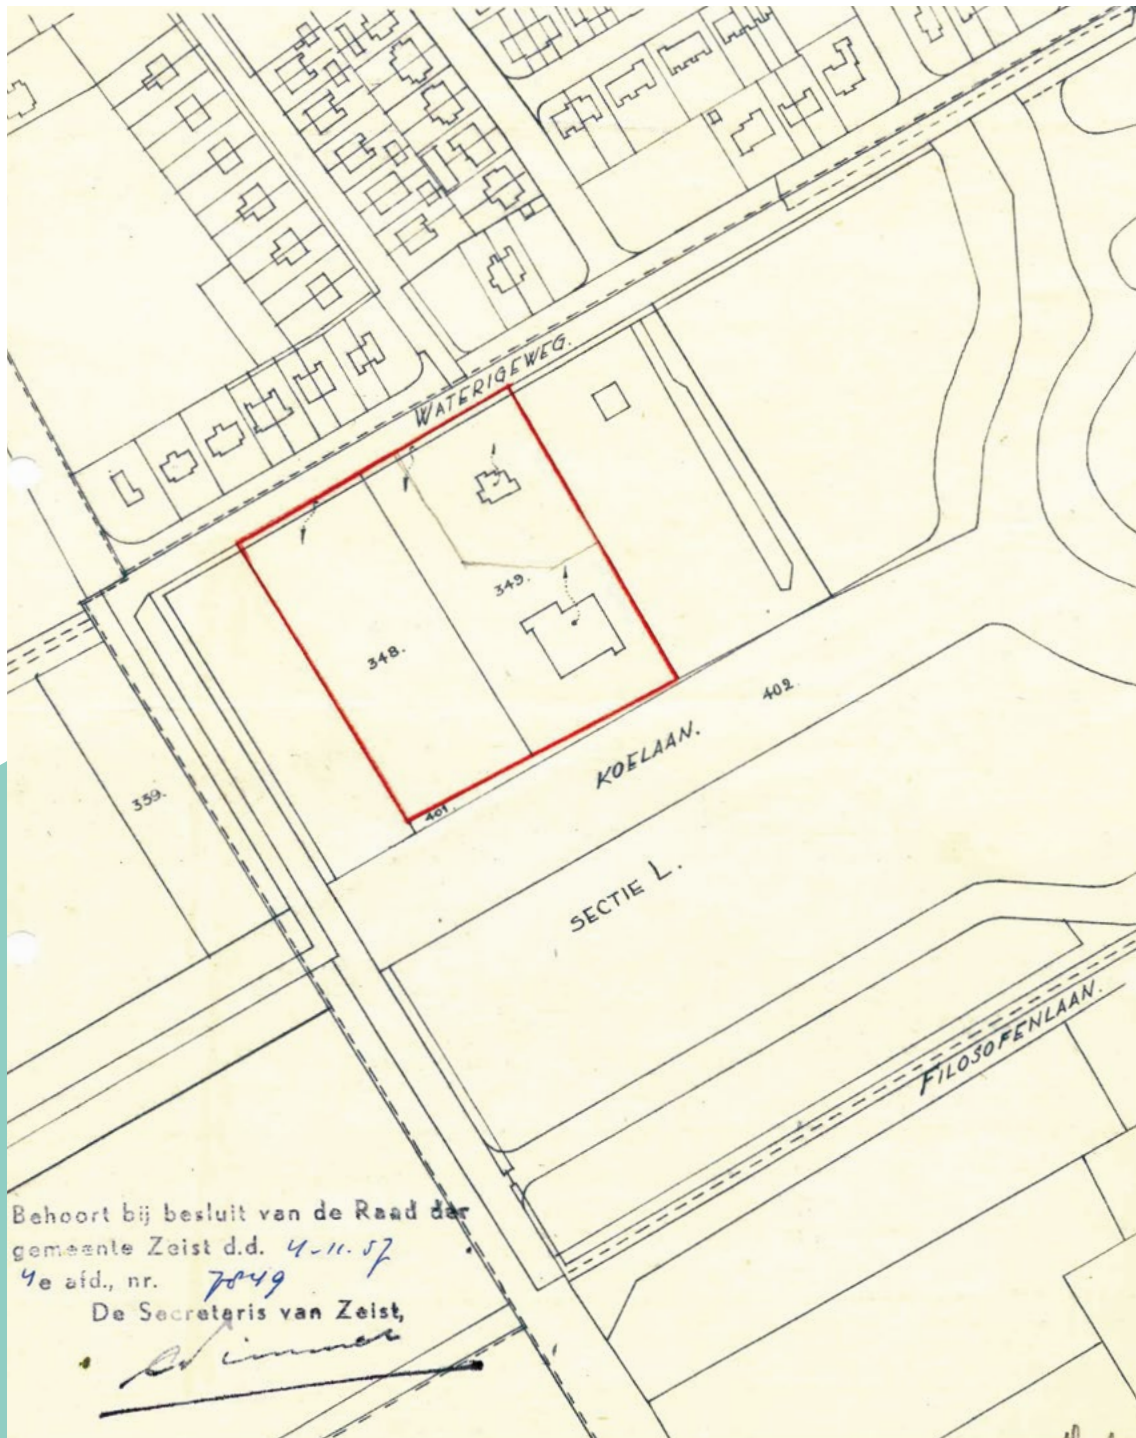 WATERIGEWEG.
349.
348.
402.
KOELAAN.
339.
401.
SECTIE L.
FILOSOFENLAAN.
Behoort bij besluit van de Raad der
gemeente Zeist d.d. 4-11-57
4e afd., nr. 7849
De Secretaris van Zeist,